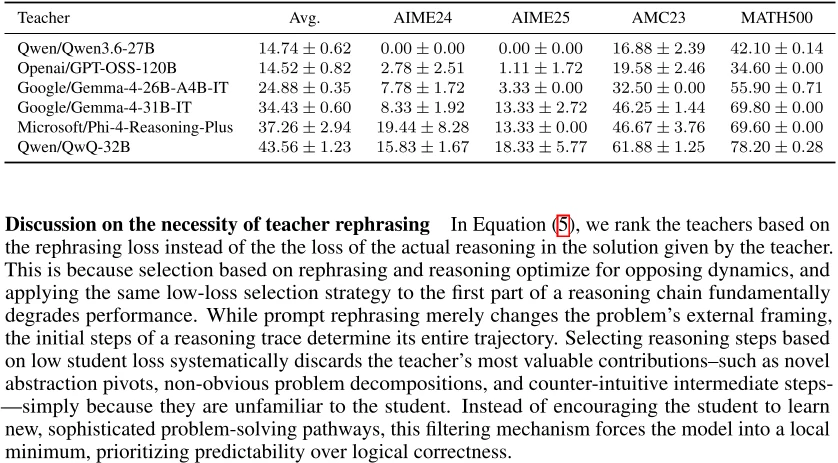 Teacher Avg. AIME24 AIME25 AMC23 MATH500
Qwen/Qwen3.6-27B 14.74 ± 0.62 0.00 ± 0.00 0.00 ± 0.00 16.88 ± 2.39 42.10 ± 0.14
Openai/GPT-OSS-120B 14.52 ± 0.82 2.78 ± 2.51 1.11 ± 1.72 19.58 ± 2.46 34.60 ± 0.00
Google/Gemma-4-26B-A4B-IT 24.88 ± 0.35 7.78 ± 1.72 3.33 ± 0.00 32.50 ± 0.00 55.90 ± 0.71
Google/Gemma-4-31B-IT 34.43 ± 0.60 8.33 ± 1.92 13.33 ± 2.72 46.25 ± 1.44 69.80 ± 0.00
Microsoft/Phi-4-Reasoning-Plus 37.26 ± 2.94 19.44 ± 8.28 13.33 ± 0.00 46.67 ± 3.76 69.60 ± 0.00
Qwen/QwQ-32B 43.56 ± 1.23 15.83 ± 1.67 18.33 ± 5.77 61.88 ± 1.25 78.20 ± 0.28
Discussion on the necessity of teacher rephrasing In Equation (5), we rank the teachers based on
the rephrasing loss instead of the the loss of the actual reasoning in the solution given by the teacher.
This is because selection based on rephrasing and reasoning optimize for opposing dynamics, and
applying the same low-loss selection strategy to the first part of a reasoning chain fundamentally
degrades performance. While prompt rephrasing merely changes the problem's external framing,
the initial steps of a reasoning trace determine its entire trajectory. Selecting reasoning steps based
on low student loss systematically discards the teacher's most valuable contributions–such as novel
abstraction pivots, non-obvious problem decompositions, and counter-intuitive intermediate steps-
—simply because they are unfamiliar to the student. Instead of encouraging the student to learn
new, sophisticated problem-solving pathways, this filtering mechanism forces the model into a local
minimum, prioritizing predictability over logical correctness.